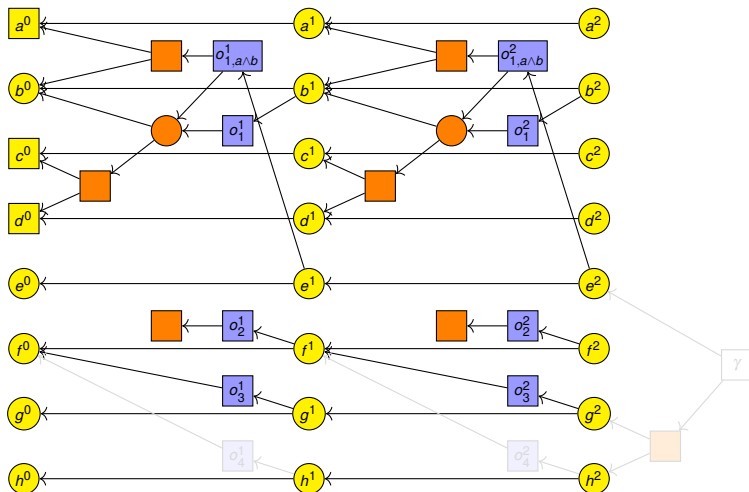 a⁰ a¹ a²
o¹₁,ₐ∧b o²₁,ₐ∧b
b⁰ b¹ b²
o¹₁ o²₁
c⁰ c¹ c²
d⁰ d¹ d²
e⁰ e¹ e²
o¹₂ o²₂
f⁰ f¹ f²
γ
o¹₃ o²₃
g⁰ g¹ g²
o¹₄ o²₄
h⁰ h¹ h²